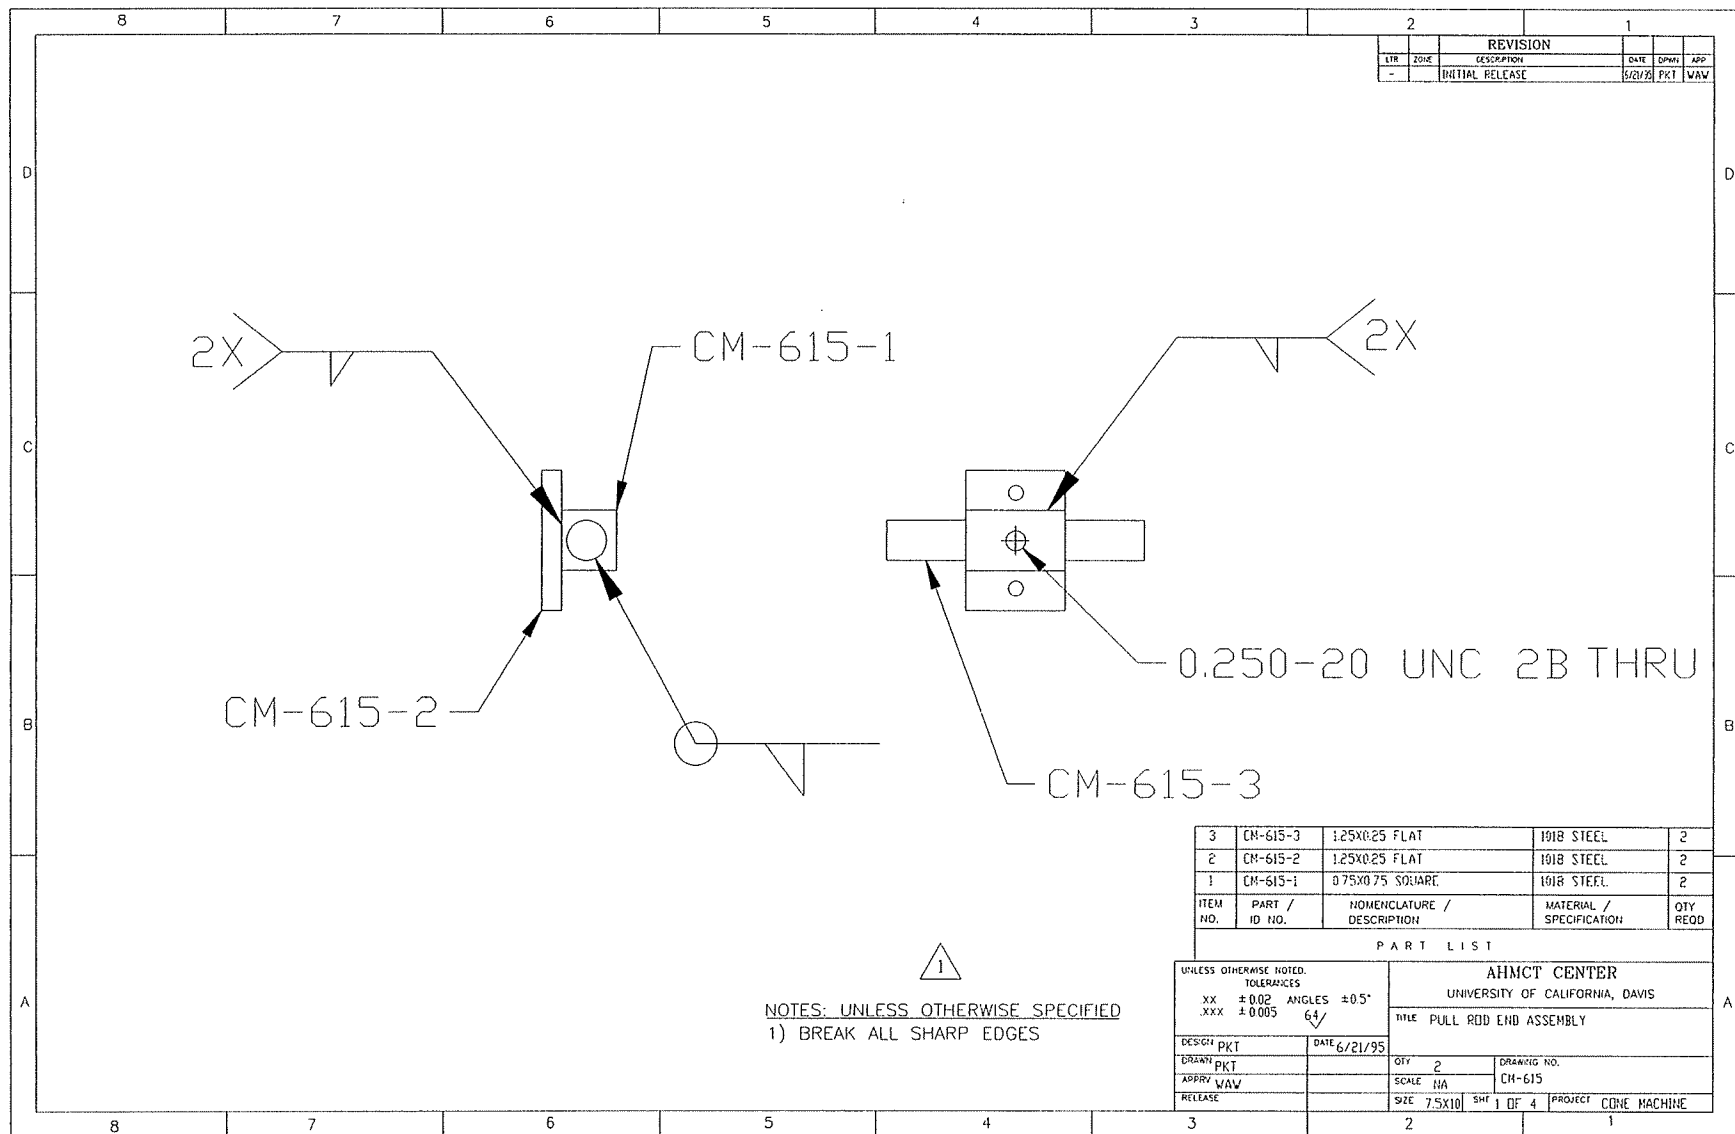 8 7 6 5 4 3 2 1
REVISION
LTR ZONE DESCRIPTION DATE DPWN APP
- INITIAL RELEASE 6/21/95 PKT WAW
D D
2X CM-615-1 2X
C C
0.250-20 UNC 2B THRU
CM-615-2
B B
CM-615-3
3 CM-615-3 1.25X0.25 FLAT 1018 STEEL 2
2 CM-615-2 1.25X0.25 FLAT 1018 STEEL 2
1 CM-615-1 0.75X0.75 SQUARE 1018 STEEL 2
ITEM NO. PART / ID NO. NOMENCLATURE / DESCRIPTION MATERIAL / SPECIFICATION QTY REQD
PART LIST
1
NOTES: UNLESS OTHERWISE SPECIFIED
1) BREAK ALL SHARP EDGES
A A
UNLESS OTHERWISE NOTED.
TOLERANCES
.XX ±0.02 ANGLES ±0.5°
.XXX ±0.005 64/
AHMCT CENTER
UNIVERSITY OF CALIFORNIA, DAVIS
TITLE PULL ROD END ASSEMBLY
DESIGN PKT DATE 6/21/95
DRAWN PKT
APPRV WAW
RELEASE
QTY 2 DRAWING NO.
SCALE NA CM-615
SIZE 7.5X10 SHT 1 OF 4 PROJECT CONE MACHINE
8 7 6 5 4 3 2 1